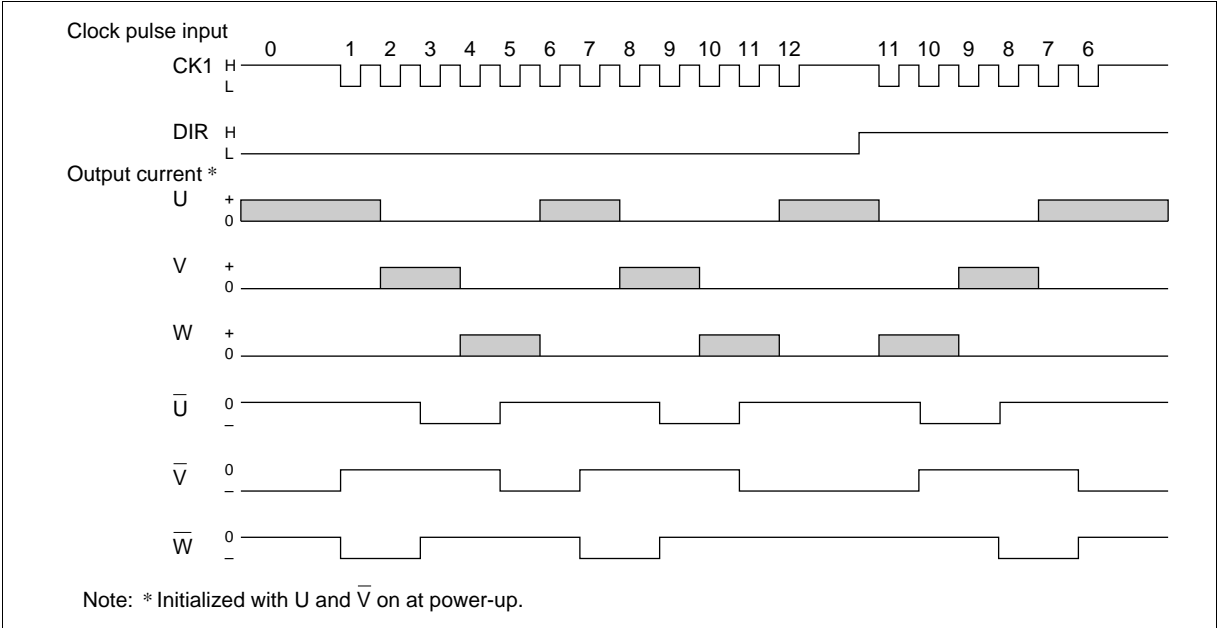 Clock pulse input
0 1 2 3 4 5 6 7 8 9 10 11 12 11 10 9 8 7 6
CK1 H
L
DIR H
L
Output current *
U +
0
V +
0
W +
0
U̅ 0
–
V̅ 0
–
W̅ 0
–
Note: * Initialized with U and V̅ on at power-up.